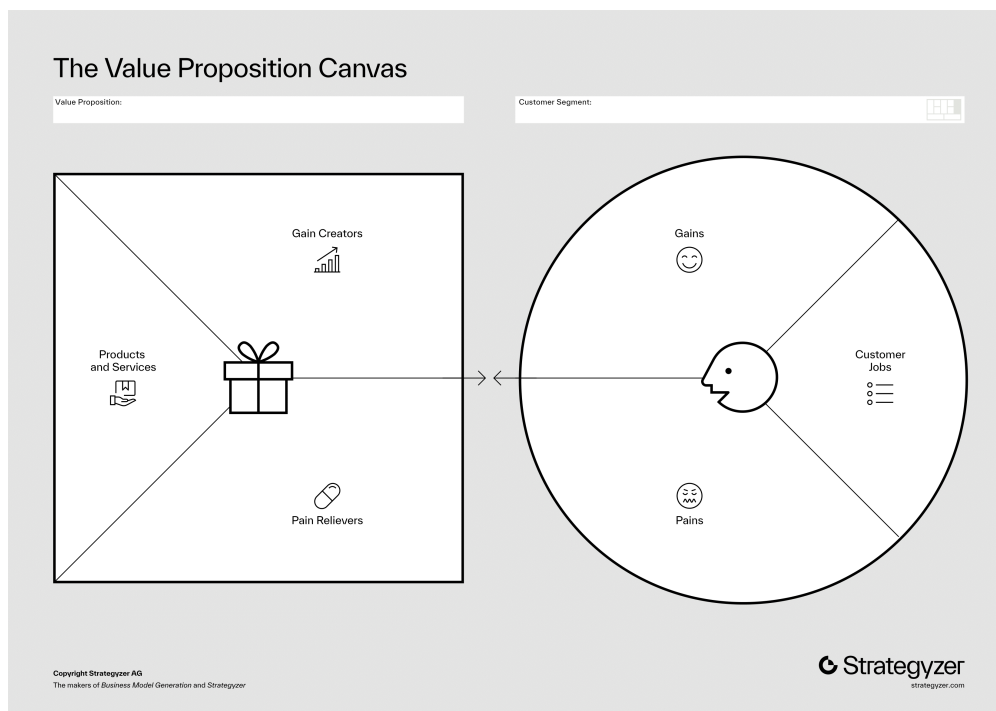 The Value Proposition Canvas
Value Proposition:
Customer Segment:
Gain Creators
Gains
Products
and Services
Customer
Jobs
Pain Relievers
Pains
Copyright Strategyzer AG
The makers of Business Model Generation and Strategyzer
Strategyzer
strategyzer.com